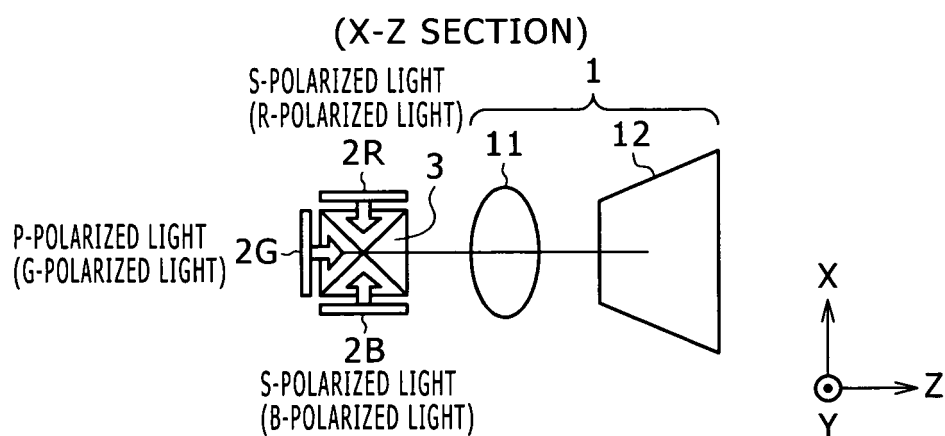 (X-Z SECTION)
S-POLARIZED LIGHT
(R-POLARIZED LIGHT)
1
2R
3
11
12
P-POLARIZED LIGHT
(G-POLARIZED LIGHT)
2G
2B
S-POLARIZED LIGHT
(B-POLARIZED LIGHT)
X
Z
Y